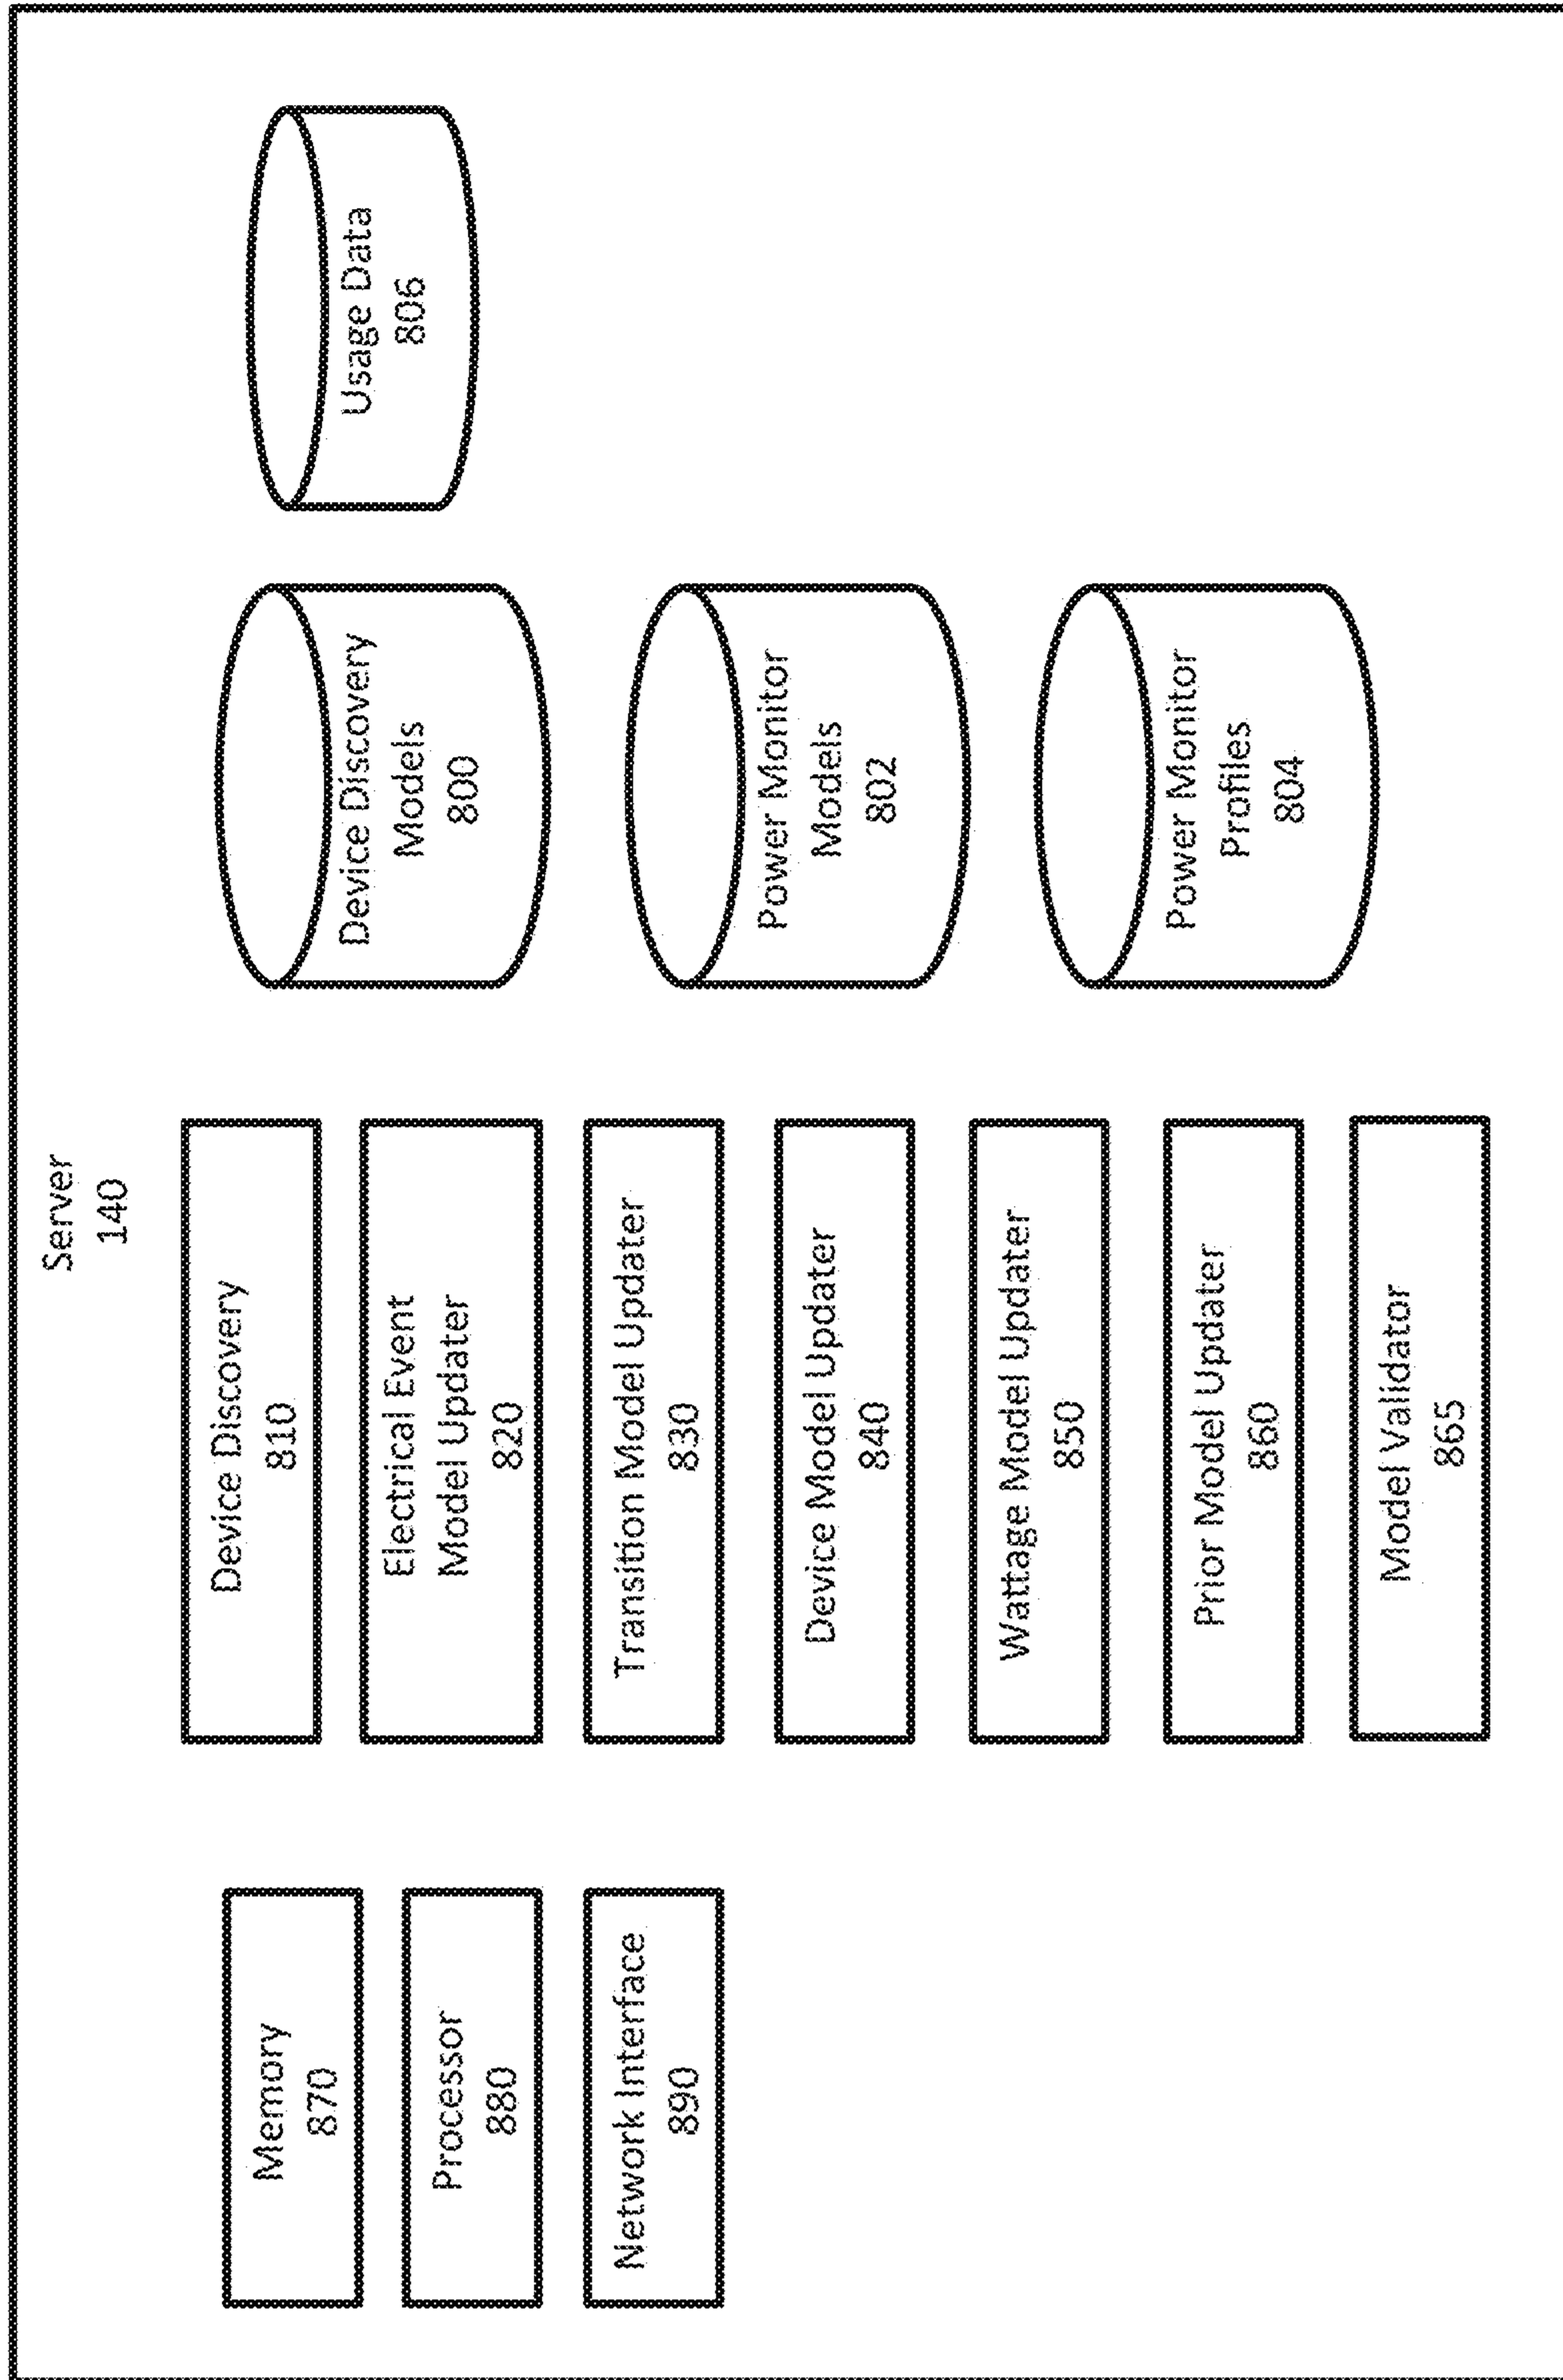 Server
140
Memory
870
Processor
880
Network Interface
890
Device Discovery
810
Electrical Event
Model Updater
820
Transition Model Updater
830
Device Model Updater
840
Wattage Model Updater
850
Prior Model Updater
860
Model Validator
865
Device Discovery
Models
800
Power Monitor
Models
802
Power Monitor
Profiles
804
Usage Data
806